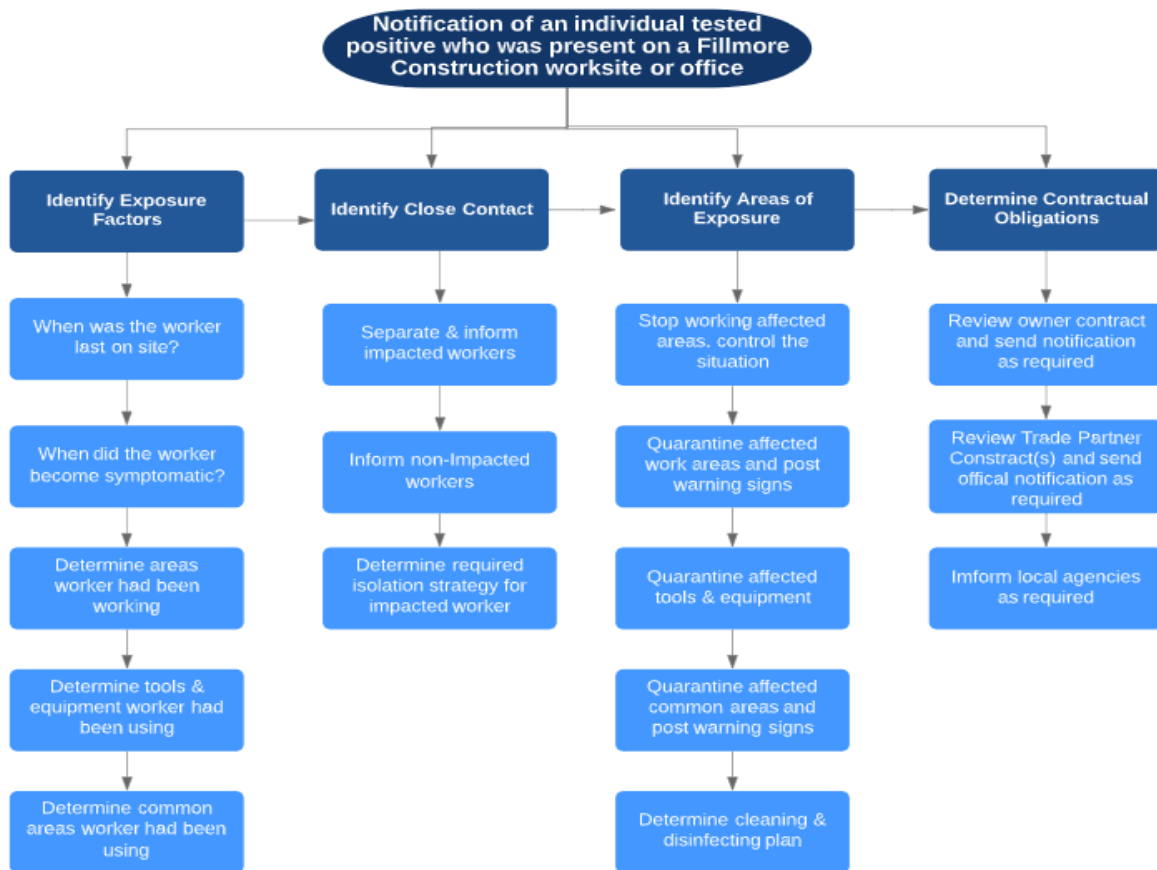 Notification of an individual tested
positive who was present on a Fillmore
Construction worksite or office
Identify Exposure
Factors
When was the worker
last on site?
When did the worker
become symptomatic?
Determine areas
worker had been
working
Determine tools &
equipment worker had
been using
Determine common
areas worker had been
using
Identify Close Contact
Separate & inform
impacted workers
Inform non-Impacted
workers
Determine required
isolation strategy for
impacted worker
Identify Areas of
Exposure
Stop working affected
areas. control the
situation
Quarantine affected
work areas and post
warning signs
Quarantine affected
tools & equipment
Quarantine affected
common areas and
post warning signs
Determine cleaning &
disinfecting plan
Determine Contractual
Obligations
Review owner contract
and send notification
as required
Review Trade Partner
Constract(s) and send
offical notification as
required
Imform local agencies
as required